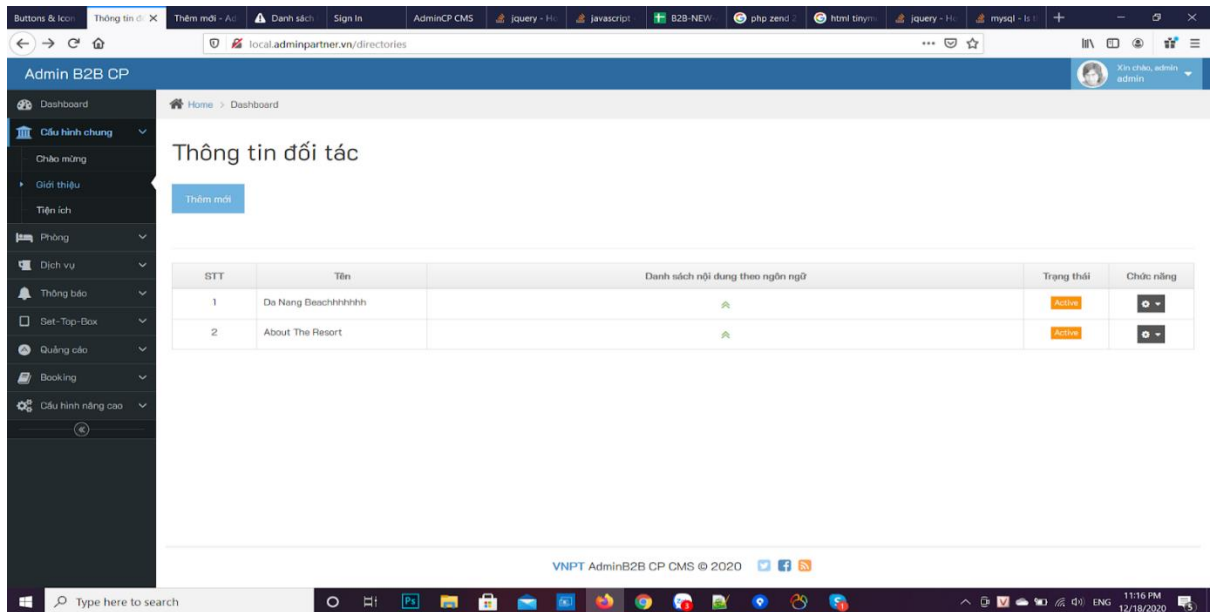 Buttons & Icon
Thông tin đ
Thêm mới - Ad
Danh sách
Sign In
AdminCP CMS
jquery - Ho
javascript -
B2B-NEW-
php zend 2
html tinym
jquery - Ho
mysql - Is t
local.adminpartner.vn/directories
Admin B2B CP
Xin chào, admin
admin
Dashboard
Home > Dashboard
Cấu hình chung
Chào mừng
Giới thiệu
Tiện ích
Phòng
Dịch vụ
Thông báo
Set-Top-Box
Quảng cáo
Booking
Cấu hình nâng cao
Thông tin đối tác
Thêm mới
STT Tên Danh sách nội dung theo ngôn ngữ Trạng thái Chức năng
1 Da Nang Beachhhhhhh Active
2 About The Resort Active
VNPT AdminB2B CP CMS © 2020
Type here to search
Ps
V
ENG
11:16 PM
12/18/2020